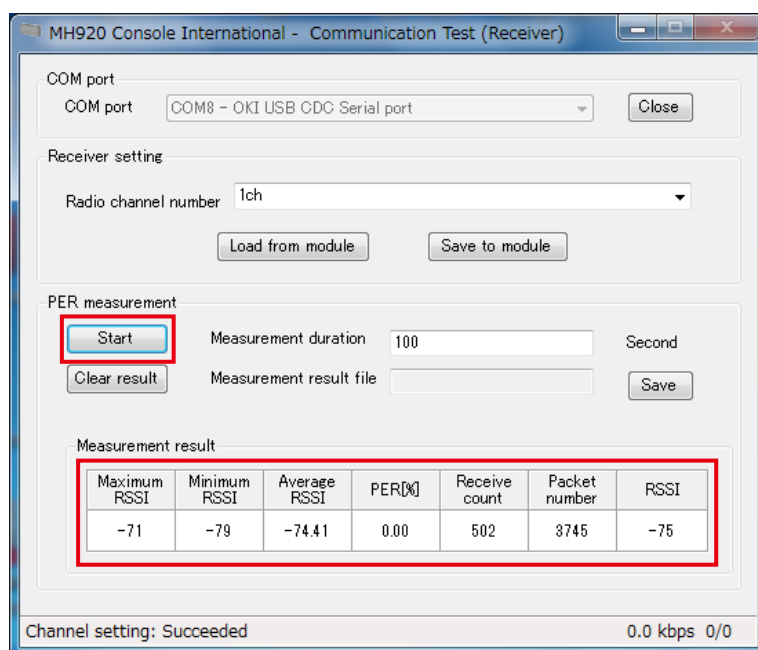 MH920 Console International - Communication Test (Receiver)
COM port
COM port COM8 - OKI USB CDC Serial port Close
Receiver setting
Radio channel number 1ch
Load from module Save to module
PER measurement
Start Measurement duration 100 Second
Clear result Measurement result file Save
Measurement result
Maximum RSSI Minimum RSSI Average RSSI PER[%] Receive count Packet number RSSI
-71 -79 -74.41 0.00 502 3745 -75
Channel setting: Succeeded 0.0 kbps 0/0